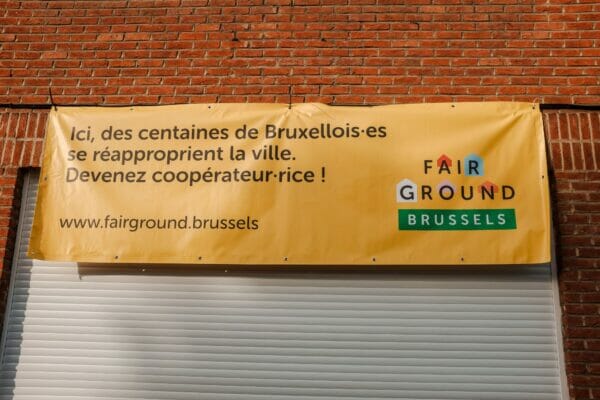 Ici, des centaines de Bruxellois·es
se réapproprient la ville.
Devenez coopérateur·rice !
www.fairground.brussels
FAIR
GROUND
BRUSSELS